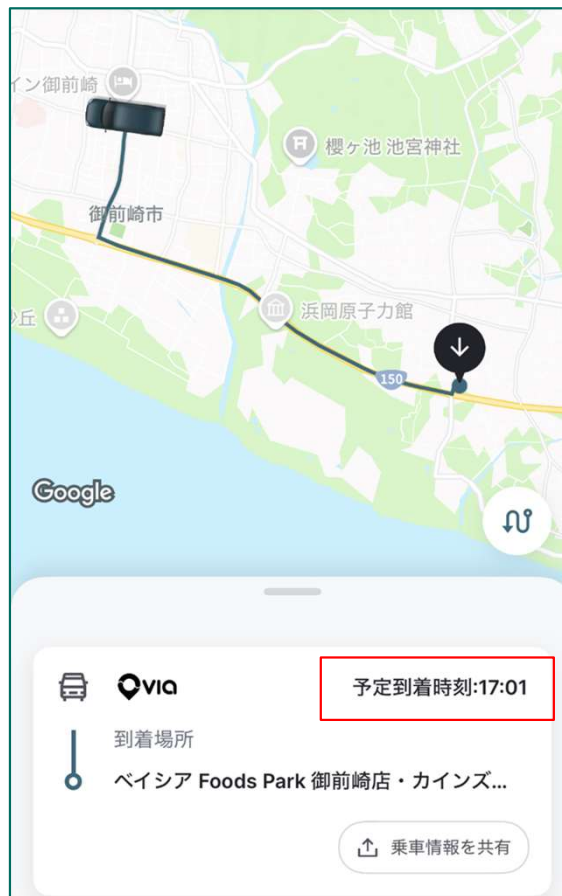 イン御前崎
櫻ヶ池 池宮神社
御前崎市
丘
浜岡原子力館
150
Google
via
予定到着時刻:17:01
到着場所
ベイシア Foods Park 御前崎店・カインズ...
乗車情報を共有